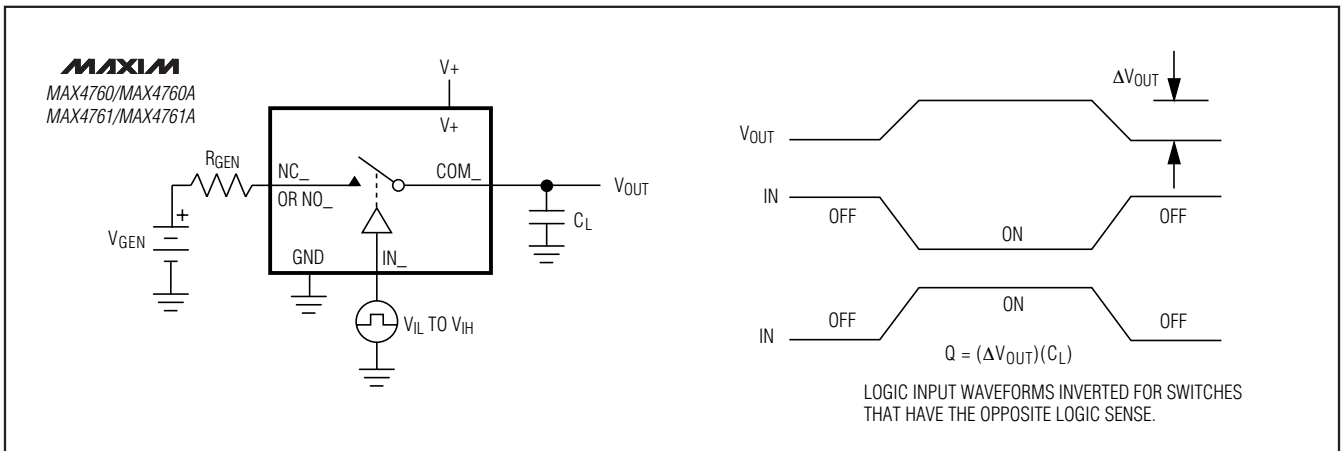 MAXIM
MAX4760/MAX4760A
MAX4761/MAX4761A
V+
V+
RGEN
NC_
OR NO_
COM_
VOUT
CL
VGEN
+
GND
IN_
VIL TO VIH
ΔVOUT
VOUT
IN
OFF
ON
OFF
IN
OFF
ON
OFF
Q = (ΔVOUT)(CL)
LOGIC INPUT WAVEFORMS INVERTED FOR SWITCHES
THAT HAVE THE OPPOSITE LOGIC SENSE.